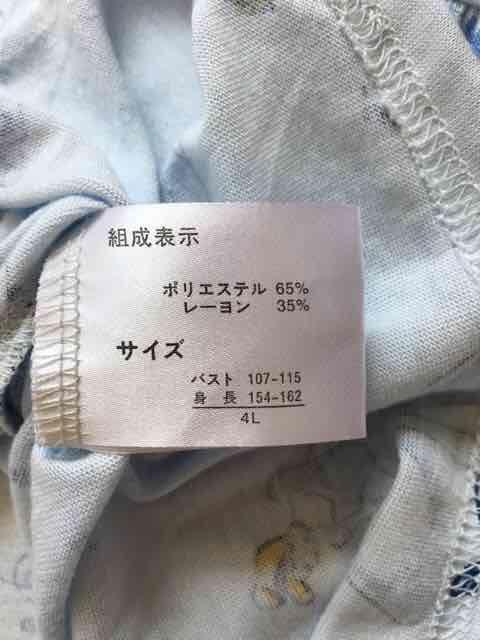 組成表示
ポリエステル 65%
レーヨン 35%
サイズ
バスト 107-115
身長 154-162
4L